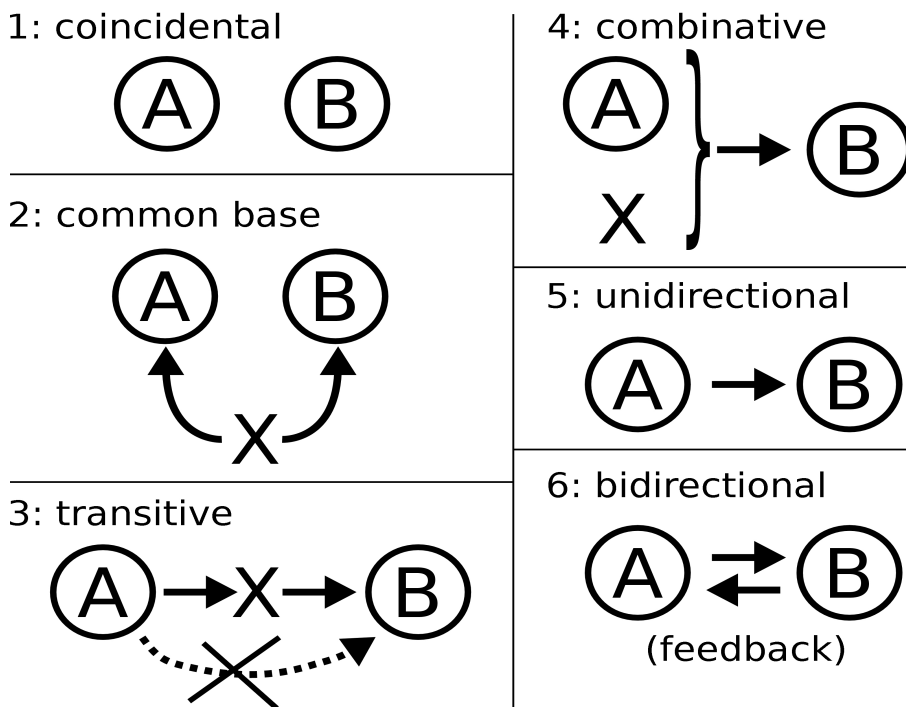 1: coincidental
A B
2: common base
A B
X
3: transitive
A X B
4: combinative
A
B
X
5: unidirectional
A B
6: bidirectional
A B
(feedback)